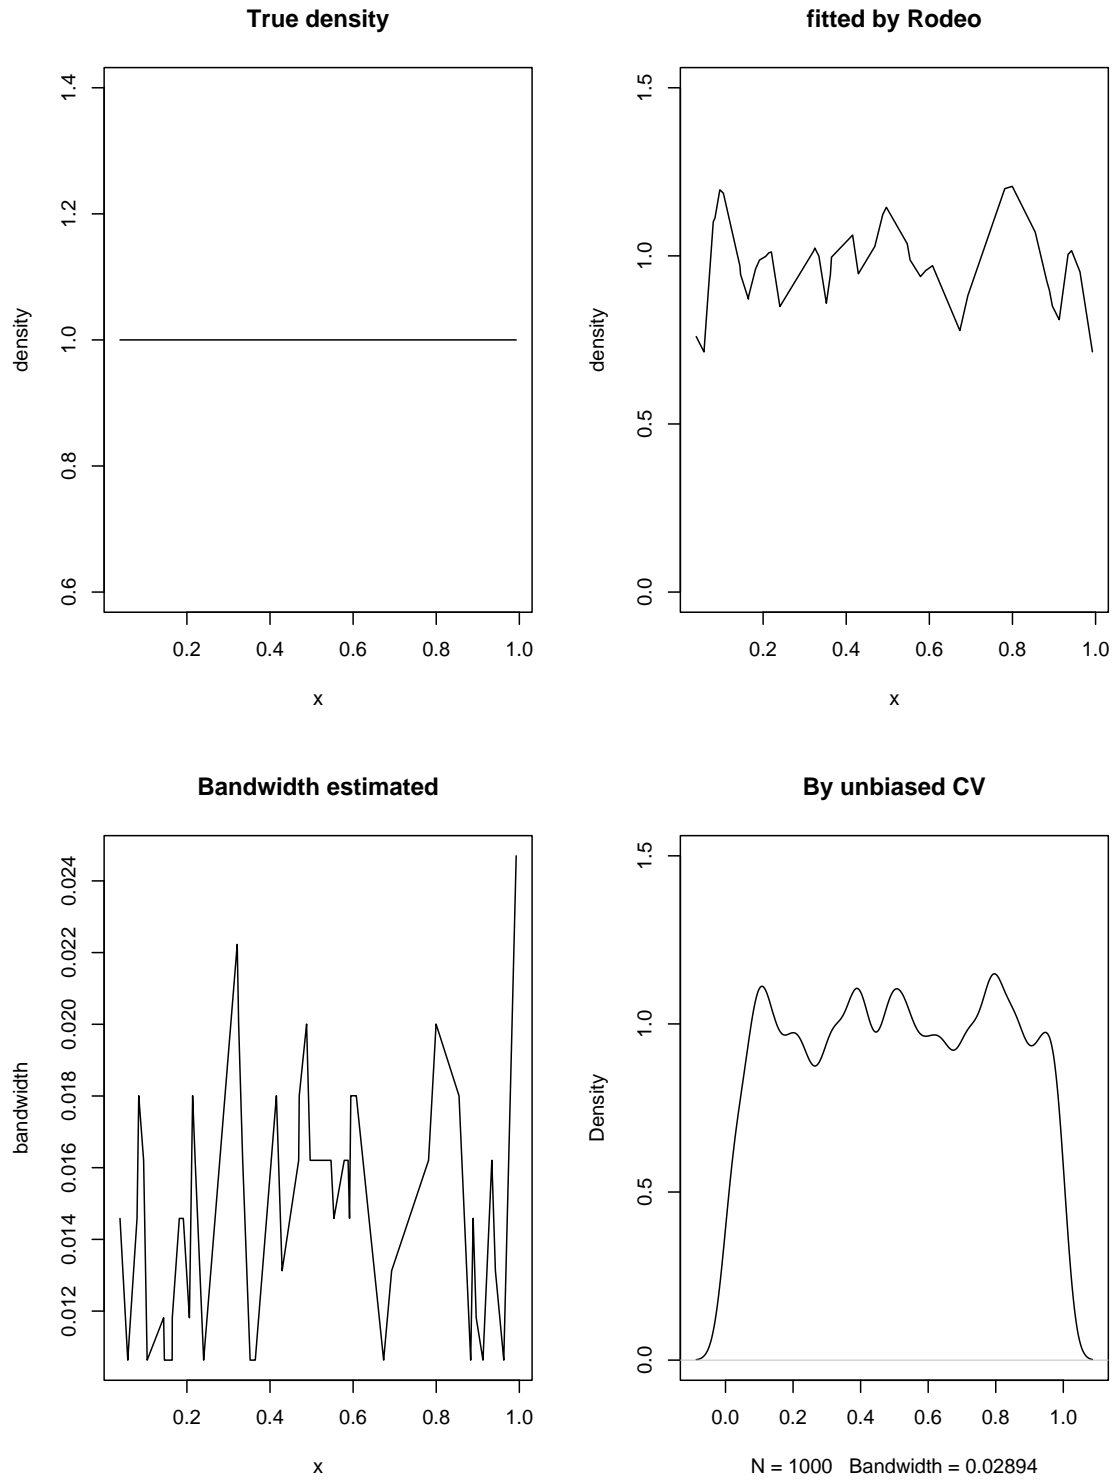 True density
density
0.6 0.8 1.0 1.2 1.4
0.2 0.4 0.6 0.8 1.0
x
fitted by Rodeo
density
0.0 0.5 1.0 1.5
0.2 0.4 0.6 0.8 1.0
x
Bandwidth estimated
bandwidth
0.012 0.014 0.016 0.018 0.020 0.022 0.024
0.2 0.4 0.6 0.8 1.0
x
By unbiased CV
Density
0.0 0.5 1.0 1.5
0.0 0.2 0.4 0.6 0.8 1.0
N = 1000 Bandwidth = 0.02894